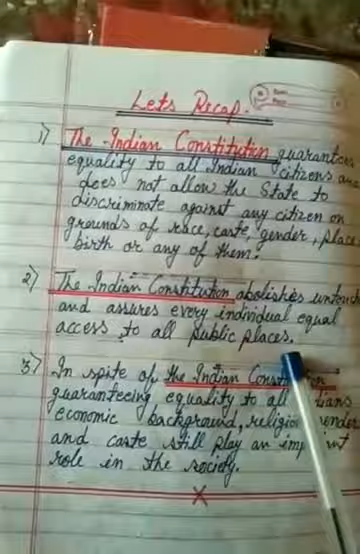 Lets Recap.
1) The Indian Constitution guarantees
equality to all Indian citizens and
does not allow the State to
discriminate against any citizen on
grounds of race, caste, gender, place
birth or any of them.
2) The Indian Constitution abolishes untouch
and assures every individual equal
access to all public places.
3) In spite of the Indian
guaranteeing equality to all
economic background, religion
and caste still play an
role in the society.
X